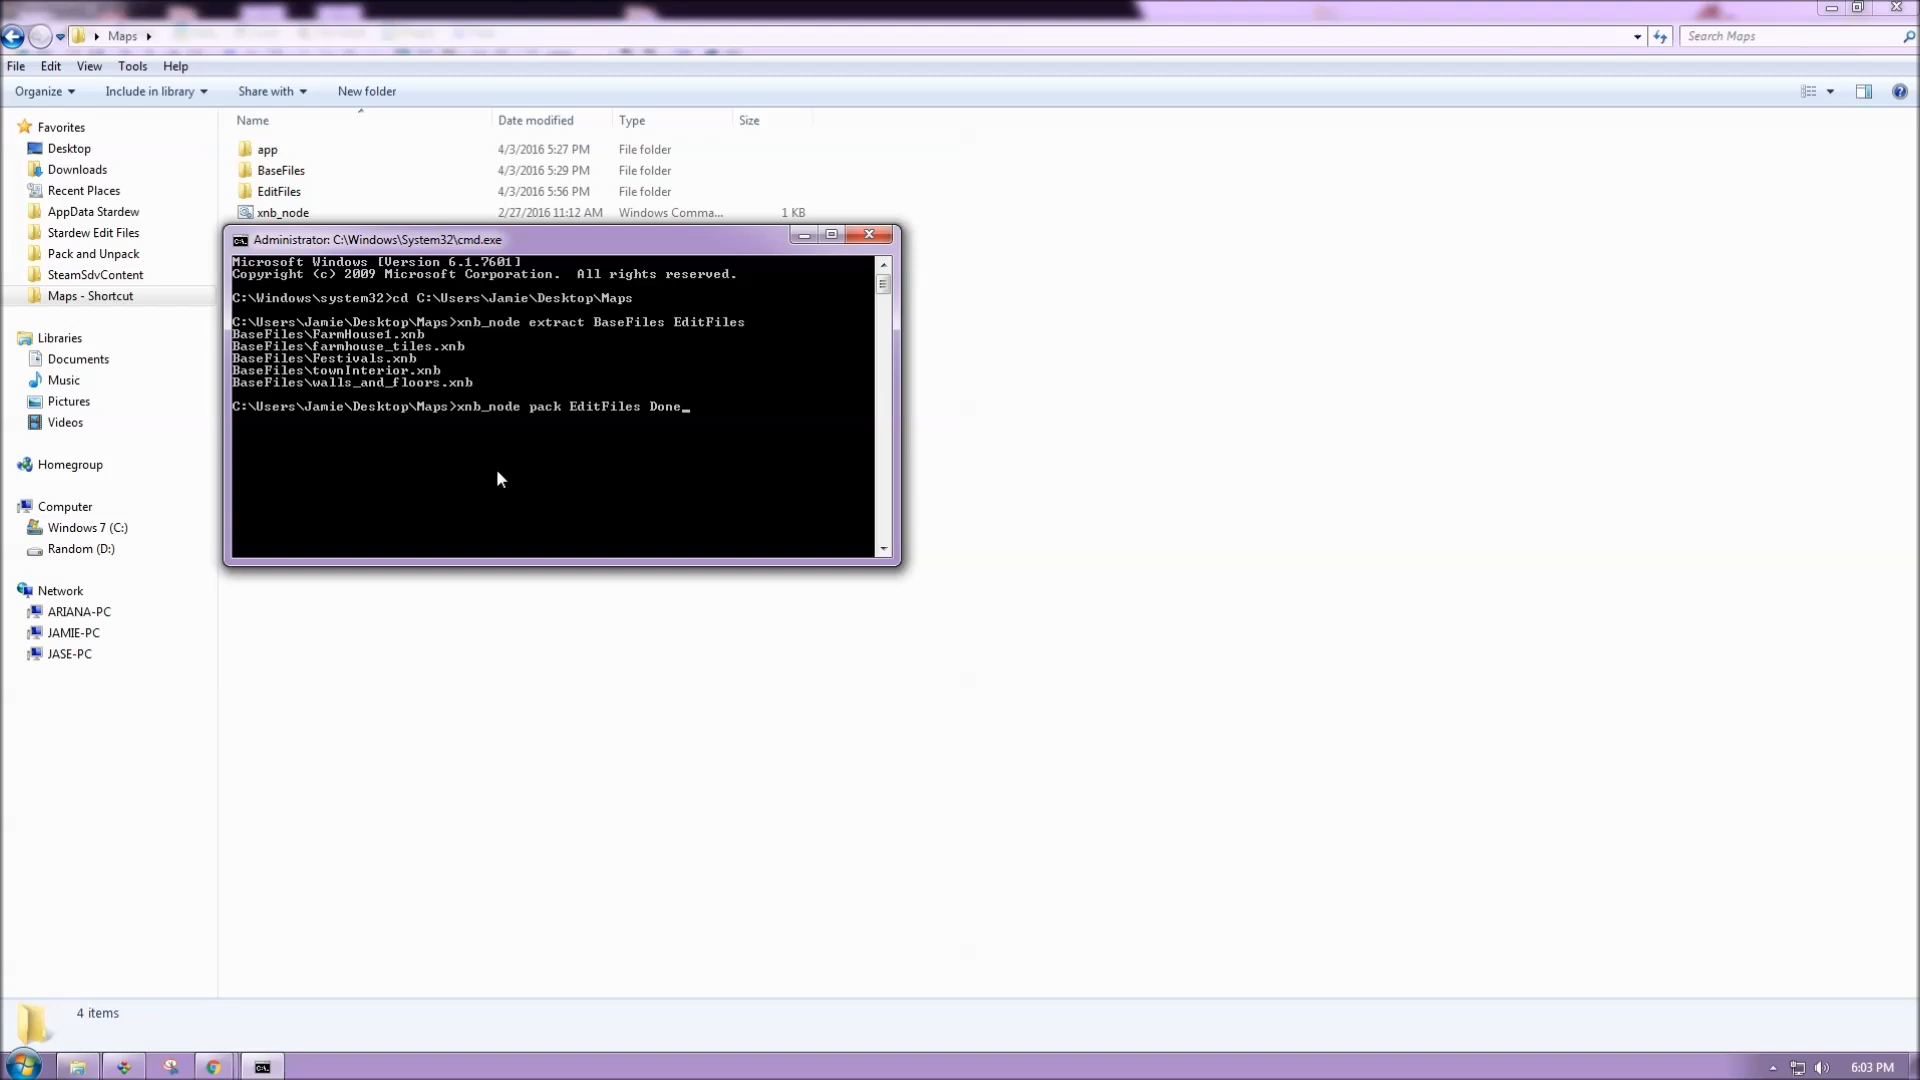 Maps
Search Maps
File Edit View Tools Help
Organize Include in library Share with New folder
Name Date modified Type Size
app 4/3/2016 5:27 PM File folder
BaseFiles 4/3/2016 5:29 PM File folder
EditFiles 4/3/2016 5:56 PM File folder
xnb_node 2/27/2016 11:12 AM Windows Comma... 1 KB
Favorites
Desktop
Downloads
Recent Places
AppData Stardew
Stardew Edit Files
Pack and Unpack
SteamSdvContent
Maps - Shortcut
Libraries
Documents
Music
Pictures
Videos
Homegroup
Computer
Windows 7 (C:)
Random (D:)
Network
ARIANA-PC
JAMIE-PC
JASE-PC
Administrator: C:\Windows\System32\cmd.exe
Microsoft Windows [Version 6.1.7601]
Copyright (c) 2009 Microsoft Corporation. All rights reserved.
C:\Windows\system32>cd C:\Users\Jamie\Desktop\Maps
C:\Users\Jamie\Desktop\Maps>xnb_node extract BaseFiles EditFiles
BaseFiles\FarmHouse1.xnb
BaseFiles\farmhouse_tiles.xnb
BaseFiles\Festivals.xnb
BaseFiles\townInterior.xnb
BaseFiles\walls_and_floors.xnb
C:\Users\Jamie\Desktop\Maps>xnb_node pack EditFiles Done_
4 items
6:03 PM